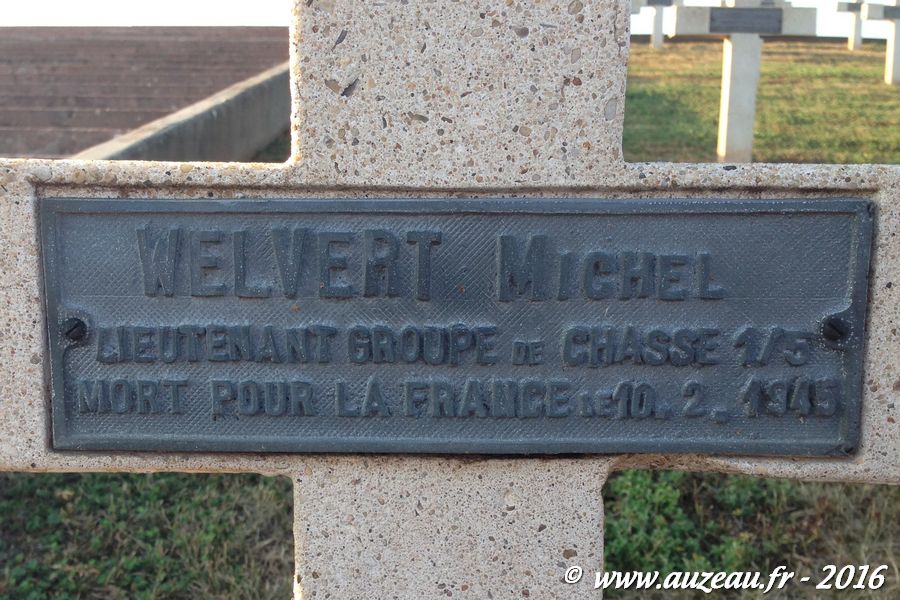 WELVERT MICHEL
LIEUTENANT GROUPE DE CHASSE 1/5
MORT POUR LA FRANCE LE 10. 2. 1945
© www.auzeau.fr - 2016